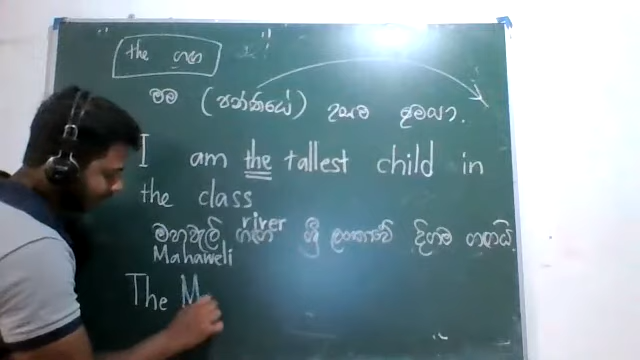 the ගඟ
මම (පන්තියේ) උසම ළමයා.
I am the tallest child in
the class
river
මහවැලි ගඟ ශ්‍රී ලංකාවේ දිගම ගඟයි
Mahaweli
The M